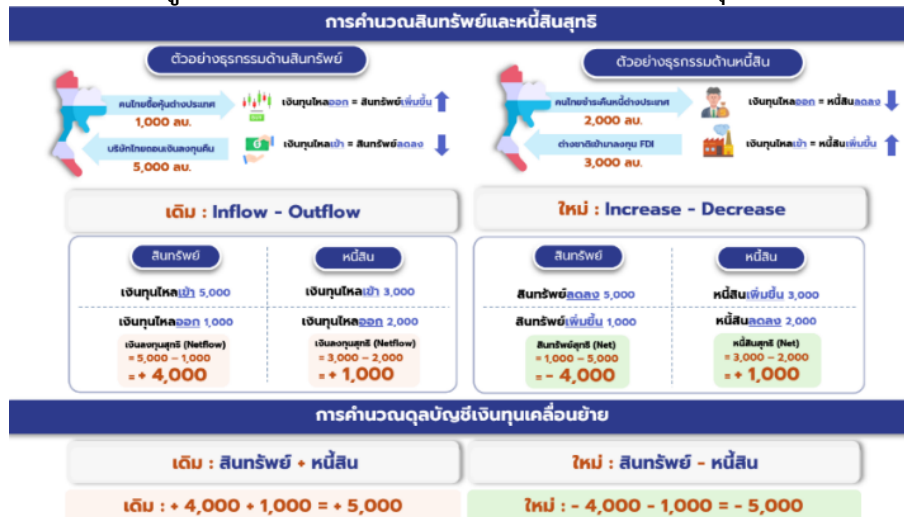 การคำนวณสินทรัพย์และหนี้สินสุทธิ
ตัวอย่างธุรกรรมด้านสินทรัพย์
คนไทยซื้อหุ้นต่างประเทศ
1,000 ลบ.
เงินทุนไหลออก = สินทรัพย์เพิ่มขึ้น
บริษัทไทยถอนเงินลงทุนคืน
5,000 ลบ.
เงินทุนไหลเข้า = สินทรัพย์ลดลง
ตัวอย่างธุรกรรมด้านหนี้สิน
คนไทยชำระคืนหนี้ต่างประเทศ
2,000 ลบ.
เงินทุนไหลออก = หนี้สินลดลง
ต่างชาติเข้ามาลงทุน FDI
3,000 ลบ.
เงินทุนไหลเข้า = หนี้สินเพิ่มขึ้น
เดิม : Inflow - Outflow
สินทรัพย์
เงินทุนไหลเข้า 5,000
เงินทุนไหลออก 1,000
เงินลงทุนสุทธิ (Netflow)
= 5,000 – 1,000
= + 4,000
หนี้สิน
เงินทุนไหลเข้า 3,000
เงินทุนไหลออก 2,000
เงินลงทุนสุทธิ (Netflow)
= 3,000 – 2,000
= + 1,000
ใหม่ : Increase - Decrease
สินทรัพย์
สินทรัพย์ลดลง 5,000
สินทรัพย์เพิ่มขึ้น 1,000
สินทรัพย์สุทธิ (Net)
= 1,000 – 5,000
= - 4,000
หนี้สิน
หนี้สินเพิ่มขึ้น 3,000
หนี้สินลดลง 2,000
หนี้สินสุทธิ (Net)
= 3,000 – 2,000
= + 1,000
การคำนวณดุลบัญชีเงินทุนเคลื่อนย้าย
เดิม : สินทรัพย์ + หนี้สิน
ใหม่ : สินทรัพย์ - หนี้สิน
เดิม : + 4,000 + 1,000 = + 5,000
ใหม่ : - 4,000 - 1,000 = - 5,000